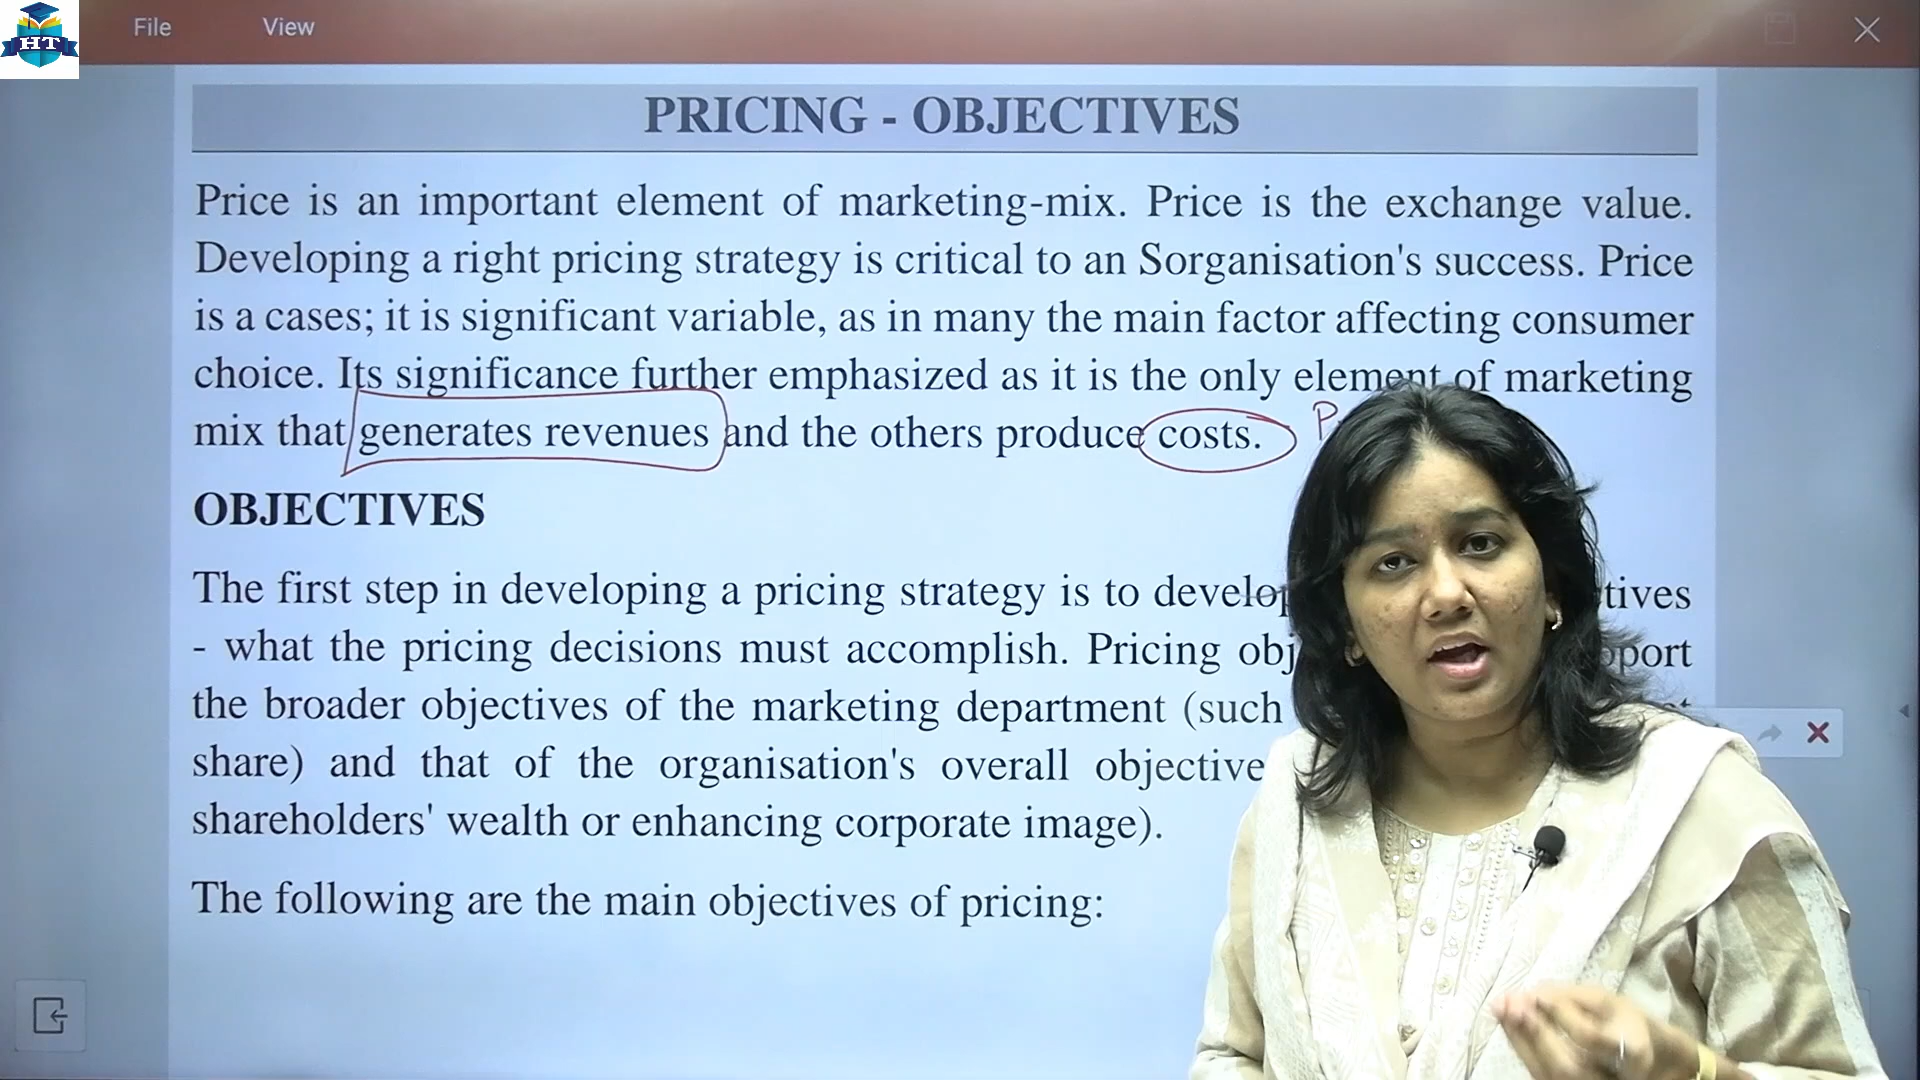 HT
File View
PRICING - OBJECTIVES
Price is an important element of marketing-mix. Price is the exchange value.
Developing a right pricing strategy is critical to an Sorganisation's success. Price
is a cases; it is significant variable, as in many the main factor affecting consumer
choice. Its significance further emphasized as it is the only element of marketing
mix that generates revenues and the others produce costs. P
OBJECTIVES
The first step in developing a pricing strategy is to develop tives
- what the pricing decisions must accomplish. Pricing obj pport
the broader objectives of the marketing department (such
share) and that of the organisation's overall objective
shareholders' wealth or enhancing corporate image).
The following are the main objectives of pricing: